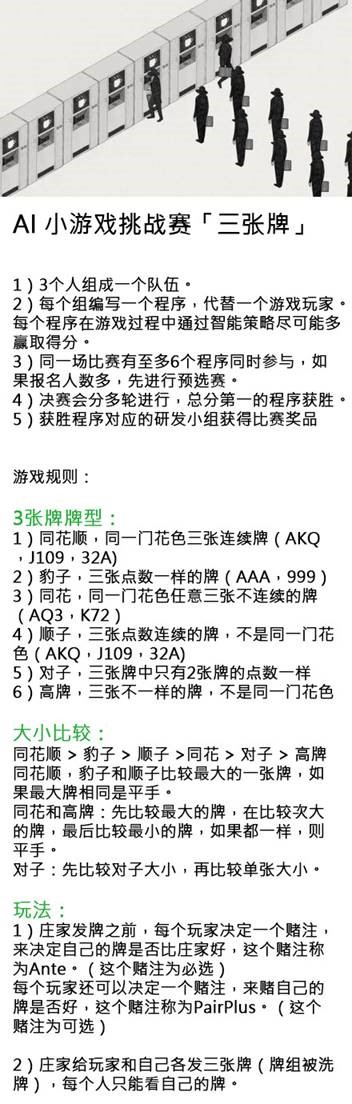 AI 小游戏挑战赛「三张牌」
1）3个人组成一个队伍。
2）每个组编写一个程序，代替一个游戏玩家。
每个程序在游戏过程中通过智能策略尽可能多
赢取得分。
3）同一场比赛有至多6个程序同时参与，如
果报名人数多，先进行预选赛。
4）决赛会分多轮进行，总分第一的程序获胜。
5）获胜程序对应的研发小组获得比赛奖品
游戏规则：
3张牌牌型：
1）同花顺，同一门花色三张连续牌（AKQ
，J109，32A)
2）豹子，三张点数一样的牌（AAA，999）
3）同花，同一门花色任意三张不连续的牌
（AQ3，K72）
4）顺子，三张点数连续的牌，不是同一门花
色（AKQ，J109，32A)
5）对子，三张牌中只有2张牌的点数一样
6）高牌，三张不一样的牌，不是同一门花色
大小比较：
同花顺 > 豹子 > 顺子 >同花 > 对子 > 高牌
同花顺，豹子和顺子比较最大的一张牌，如
果最大牌相同是平手。
同花和高牌：先比较最大的牌，在比较次大
的牌，最后比较最小的牌，如果都一样，则
平手。
对子：先比较对子大小，再比较单张大小。
玩法：
1）庄家发牌之前，每个玩家决定一个赌注，
来决定自己的牌是否比庄家好，这个赌注称
为Ante。（这个赌注为必选）
每个玩家还可以决定一个赌注，来赌自己的
牌是否好，这个赌注称为PairPlus。（这个
赌注为可选）
2）庄家给玩家和自己各发三张牌（牌组被洗
牌），每个人只能看自己的牌。